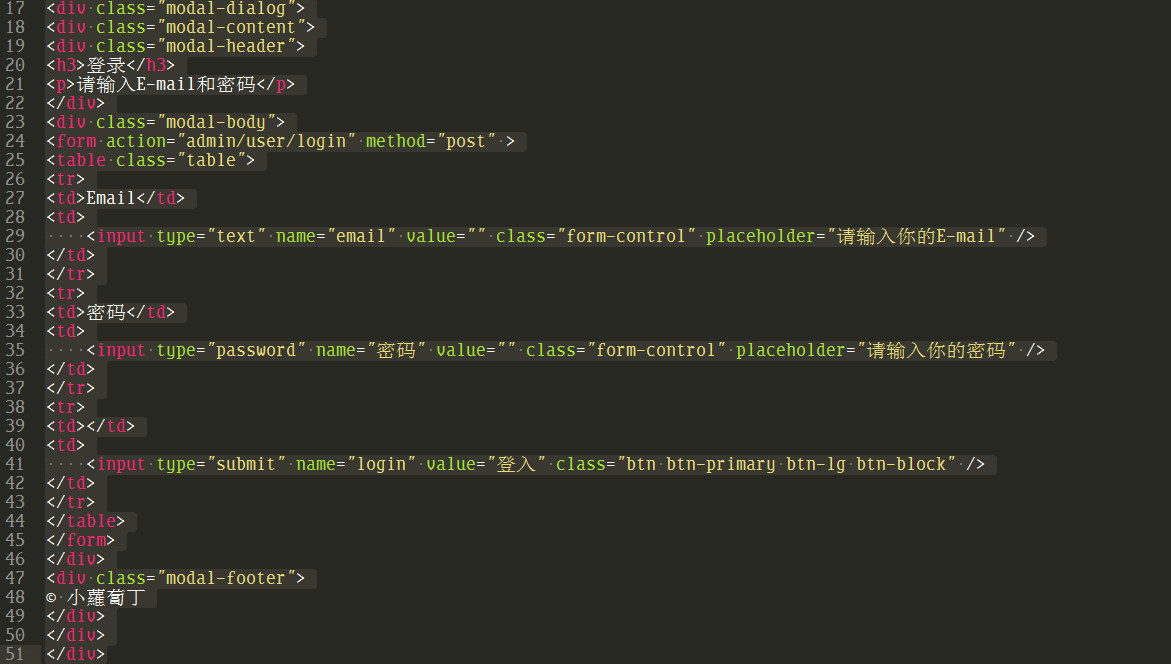 17 <div class="modal-dialog">
18 <div class="modal-content">
19 <div class="modal-header">
20 <h3>登录</h3>
21 <p>请输入E-mail和密码</p>
22 </div>
23 <div class="modal-body">
24 <form action="admin/user/login" method="post" >
25 <table class="table">
26 <tr>
27 <td>Email</td>
28 <td>
29     <input type="text" name="email" value="" class="form-control" placeholder="请输入你的E-mail" />
30 </td>
31 </tr>
32 <tr>
33 <td>密码</td>
34 <td>
35     <input type="password" name="密码" value="" class="form-control" placeholder="请输入你的密码" />
36 </td>
37 </tr>
38 <tr>
39 <td></td>
40 <td>
41     <input type="submit" name="login" value="登入" class="btn btn-primary btn-lg btn-block" />
42 </td>
43 </tr>
44 </table>
45 </form>
46 </div>
47 <div class="modal-footer">
48 © 小蘿蔔丁
49 </div>
50 </div>
51 </div>